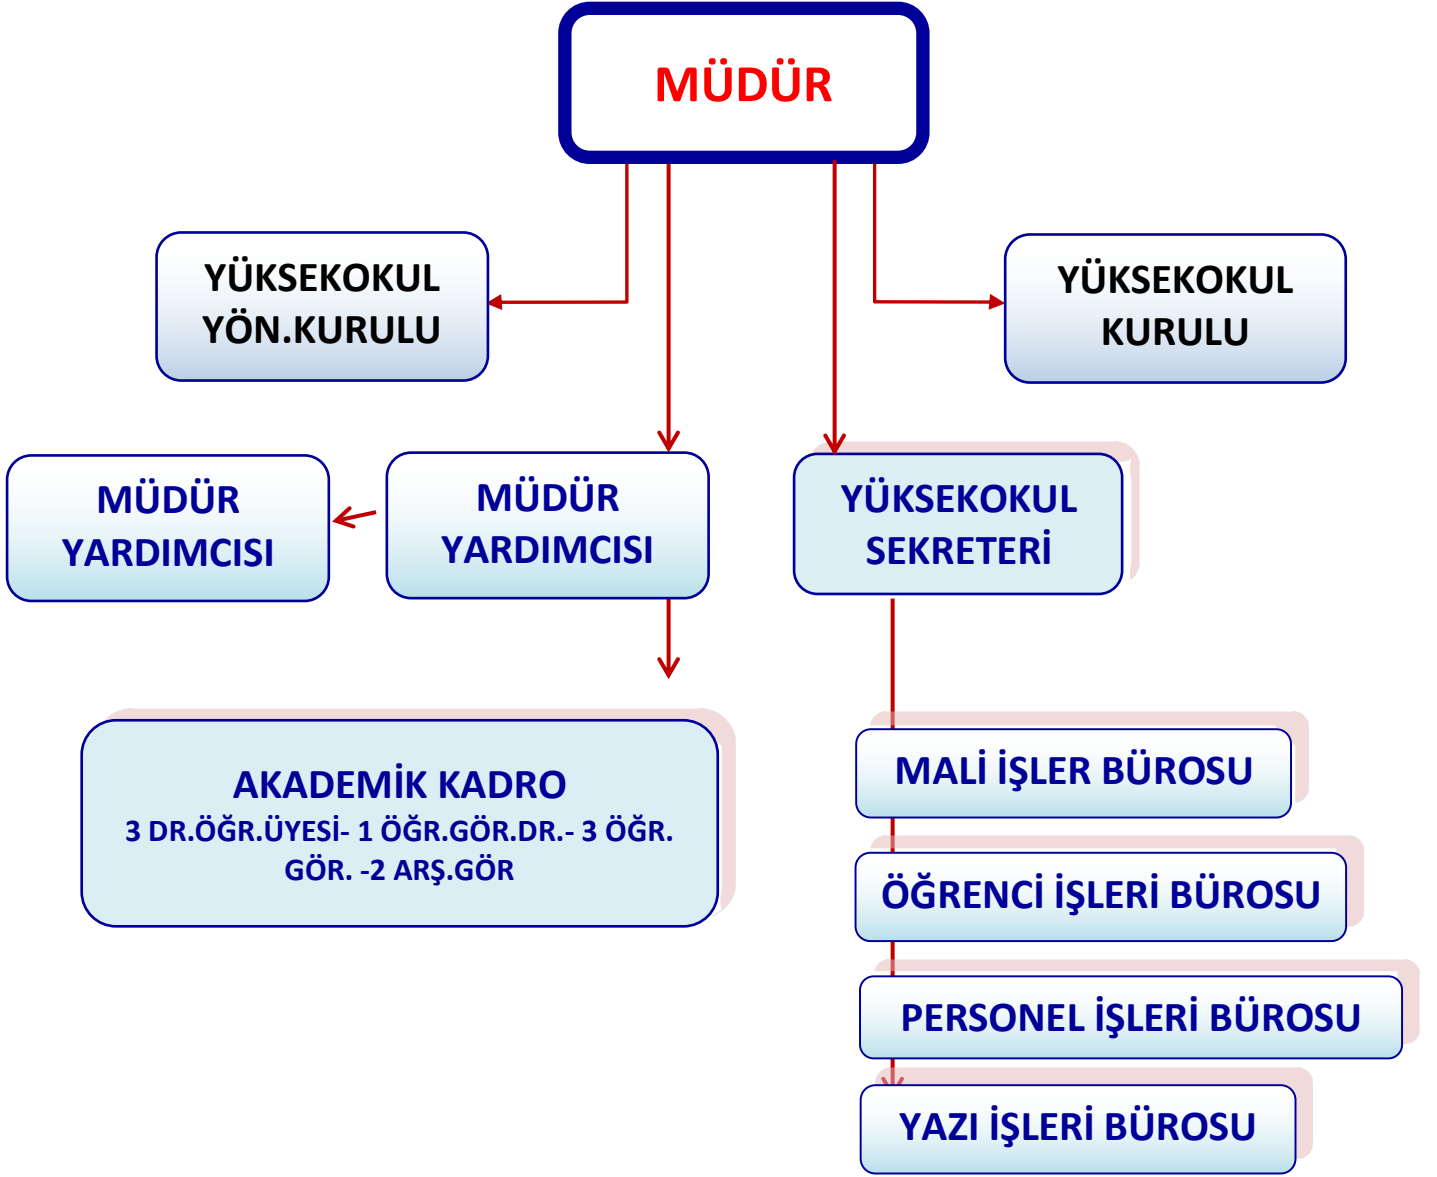 MÜDÜR
YÜKSEKOKUL
YÖN.KURULU
YÜKSEKOKUL
KURULU
MÜDÜR
YARDIMCISI
MÜDÜR
YARDIMCISI
YÜKSEKOKUL
SEKRETERİ
AKADEMİK KADRO
3 DR.ÖĞR.ÜYESİ- 1 ÖĞR.GÖR.DR.- 3 ÖĞR.
GÖR. -2 ARŞ.GÖR
MALİ İŞLER BÜROSU
ÖĞRENCİ İŞLERİ BÜROSU
PERSONEL İŞLERİ BÜROSU
YAZI İŞLERİ BÜROSU